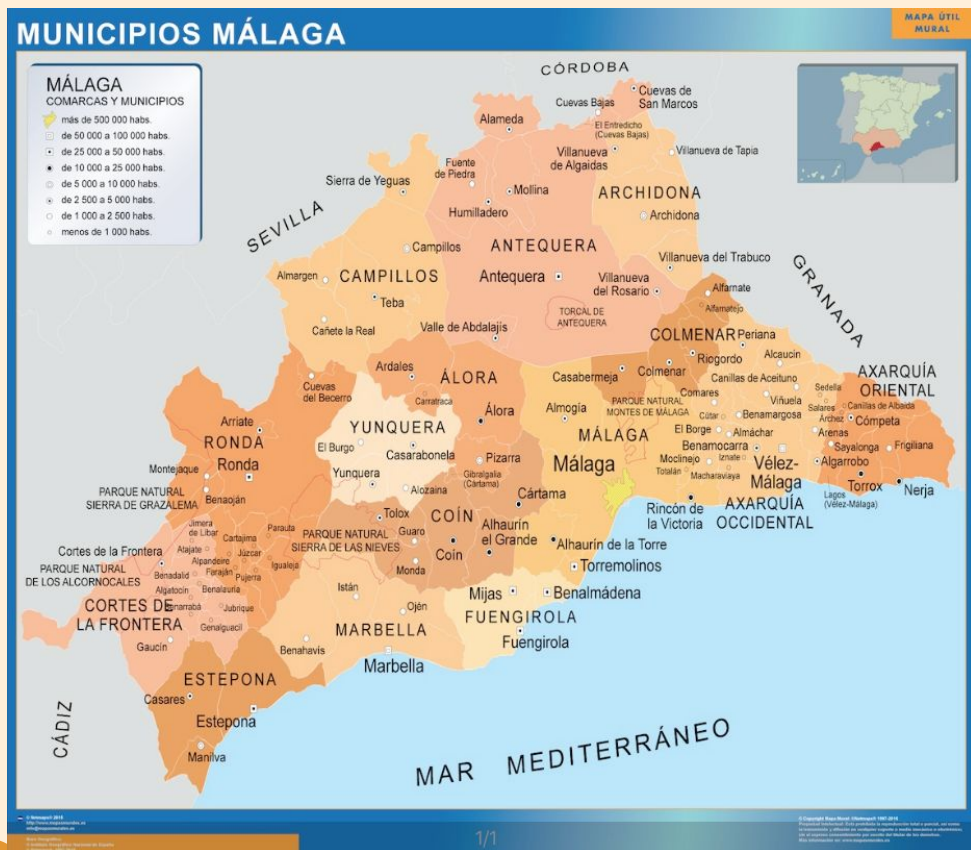 MUNICIPIOS MÁLAGA
MAPA ÚTIL
MURAL
MÁLAGA
COMARCAS Y MUNICIPIOS
más de 500 000 habs.
de 50 000 a 100 000 habs.
de 25 000 a 50 000 habs.
de 10 000 a 25 000 habs.
de 5 000 a 10 000 habs.
de 2 500 a 5 000 habs.
de 1 000 a 2 500 habs.
menos de 1 000 habs.
CÓRDOBA
SEVILLA
GRANADA
CÁDIZ
MAR MEDITERRÁNEO
Cuevas de
San Marcos
Cuevas Bajas
El Entredicho
(Cuevas Bajas)
Alameda
Villanueva
de Algaidas
Villanueva de Tapia
Fuente
de Piedra
Sierra de Yeguas
Mollina
Humilladero
ARCHIDONA
Archidona
ANTEQUERA
Antequera
Campillos
CAMPILLOS
Almargen
Teba
Cañete la Real
Villanueva del Trabuco
Villanueva
del Rosario
TORCAL DE
ANTEQUERA
Valle de Abdalajís
Alfarnate
Alfarnatejo
COLMENAR
Periana
Riogordo
Colmenar
Casabermeja
Alcaucín
Canillas de Aceituno
AXARQUÍA
ORIENTAL
Ardales
ÁLORA
Carratraca
Álora
Cuevas
del Becerro
Almogía
PARQUE NATURAL
MONTES DE MÁLAGA
Comares
Viñuela
Sedella
Salares
Canillas de Albaida
Árchez
Cómpeta
Cútar
Benamargosa
Arriate
RONDA
Ronda
YUNQUERA
El Burgo
Casarabonela
Yunquera
Alozaina
Pizarra
Gibralgalia
(Cártama)
MÁLAGA
Málaga
El Borge
Almáchar
Arenas
Benamocarra
Sayalonga
Frigiliana
Moclinejo
Iznate
Totalán
Macharaviaya
Vélez-
Málaga
Algarrobo
Torrox
Nerja
Lagos
(Vélez-Málaga)
Rincón de
la Victoria
AXARQUÍA
OCCIDENTAL
Montejaque
PARQUE NATURAL
SIERRA DE GRAZALEMA
Benaoján
Cártama
Tolox
COÍN
Guaro
Coin
Alhaurín
el Grande
Monda
Alhaurín de la Torre
Torremolinos
PARQUE NATURAL
SIERRA DE LAS NIEVES
Jimera
de Líbar
Cartajima
Parauta
Cortes de la Frontera
Atajate
Júzcar
Alpandeire
Igualeja
PARQUE NATURAL
DE LOS ALCORNOCALES
Benadalid
Faraján
Pujerra
Algatocín
Benalauría
Benarrabá
Jubrique
Genalguacil
CORTES DE
LA FRONTERA
Gaucín
Istán
Ojén
MARBELLA
Benahavís
Marbella
Mijas
Benalmádena
FUENGIROLA
Fuengirola
ESTEPONA
Casares
Estepona
Manilva
1/1